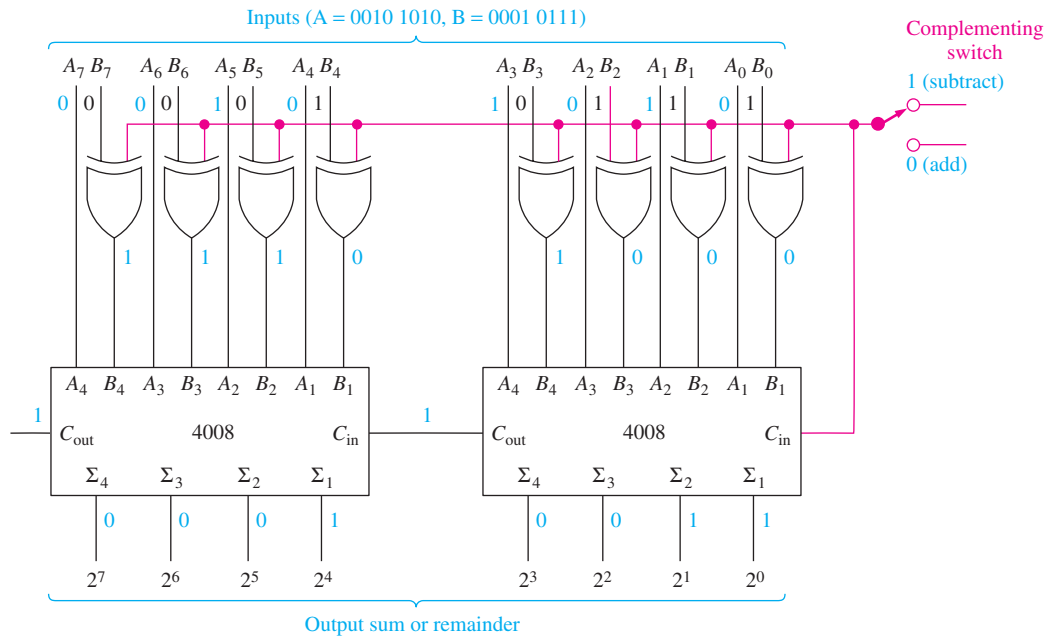 Inputs (A = 0010 1010, B = 0001 0111)
Complementing
switch
A₇ B₇ A₆ B₆ A₅ B₅ A₄ B₄ A₃ B₃ A₂ B₂ A₁ B₁ A₀ B₀
1 (subtract)
0 0 0 0 1 0 0 1 1 0 0 1 1 1 0 1
0 (add)
1 1 1 0 1 0 0 0
A₄ B₄ A₃ B₃ A₂ B₂ A₁ B₁ A₄ B₄ A₃ B₃ A₂ B₂ A₁ B₁
1 C_out 4008 C_in 1 C_out 4008 C_in
Σ₄ Σ₃ Σ₂ Σ₁ Σ₄ Σ₃ Σ₂ Σ₁
0 0 0 1 0 0 1 1
2⁷ 2⁶ 2⁵ 2⁴ 2³ 2² 2¹ 2⁰
Output sum or remainder